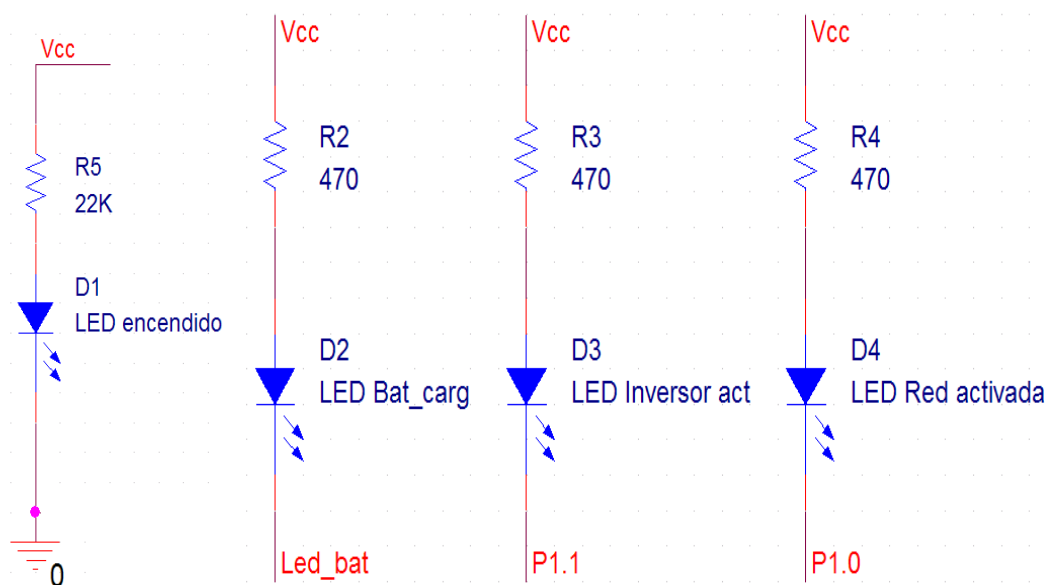 Vcc
R5
22K
D1
LED encendido
0
Vcc
R2
470
D2
LED Bat_carg
Led_bat
Vcc
R3
470
D3
LED Inversor act
P1.1
Vcc
R4
470
D4
LED Red activada
P1.0